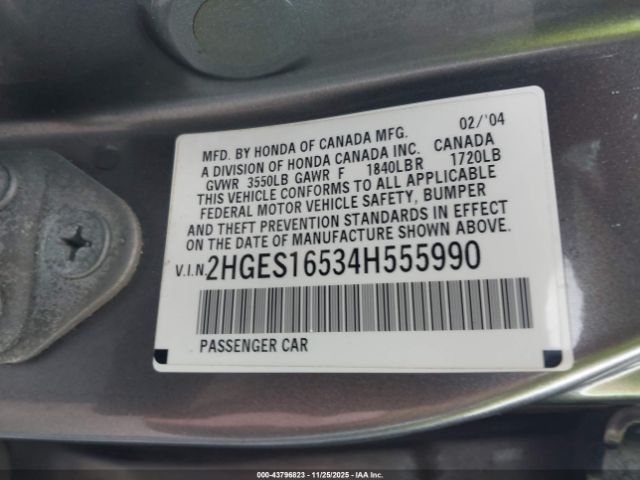 02/'04
MFD. BY HONDA OF CANADA MFG.
A DIVISION OF HONDA CANADA INC. CANADA
GVWR 3550LB GAWR F 1840LB R 1720LB
THIS VEHICLE CONFORMS TO ALL APPLICABLE
FEDERAL MOTOR VEHICLE SAFETY, BUMPER
AND THEFT PREVENTION STANDARDS IN EFFECT
ON THE DATE OF MANUFACTURE SHOWN ABOVE.
V.I.N. 2HGES16534H555990
PASSENGER CAR
000-43796823 - 11/25/2025 - IAA Inc.